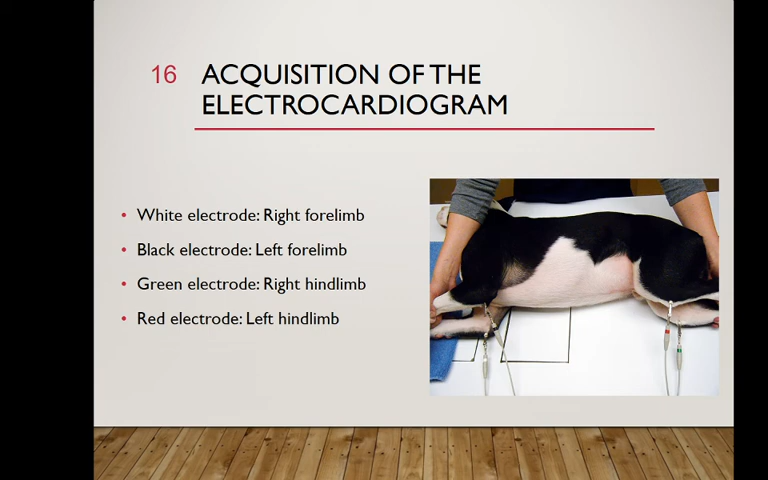 16
ACQUISITION OF THE
ELECTROCARDIOGRAM
• White electrode: Right forelimb
• Black electrode: Left forelimb
• Green electrode: Right hindlimb
• Red electrode: Left hindlimb